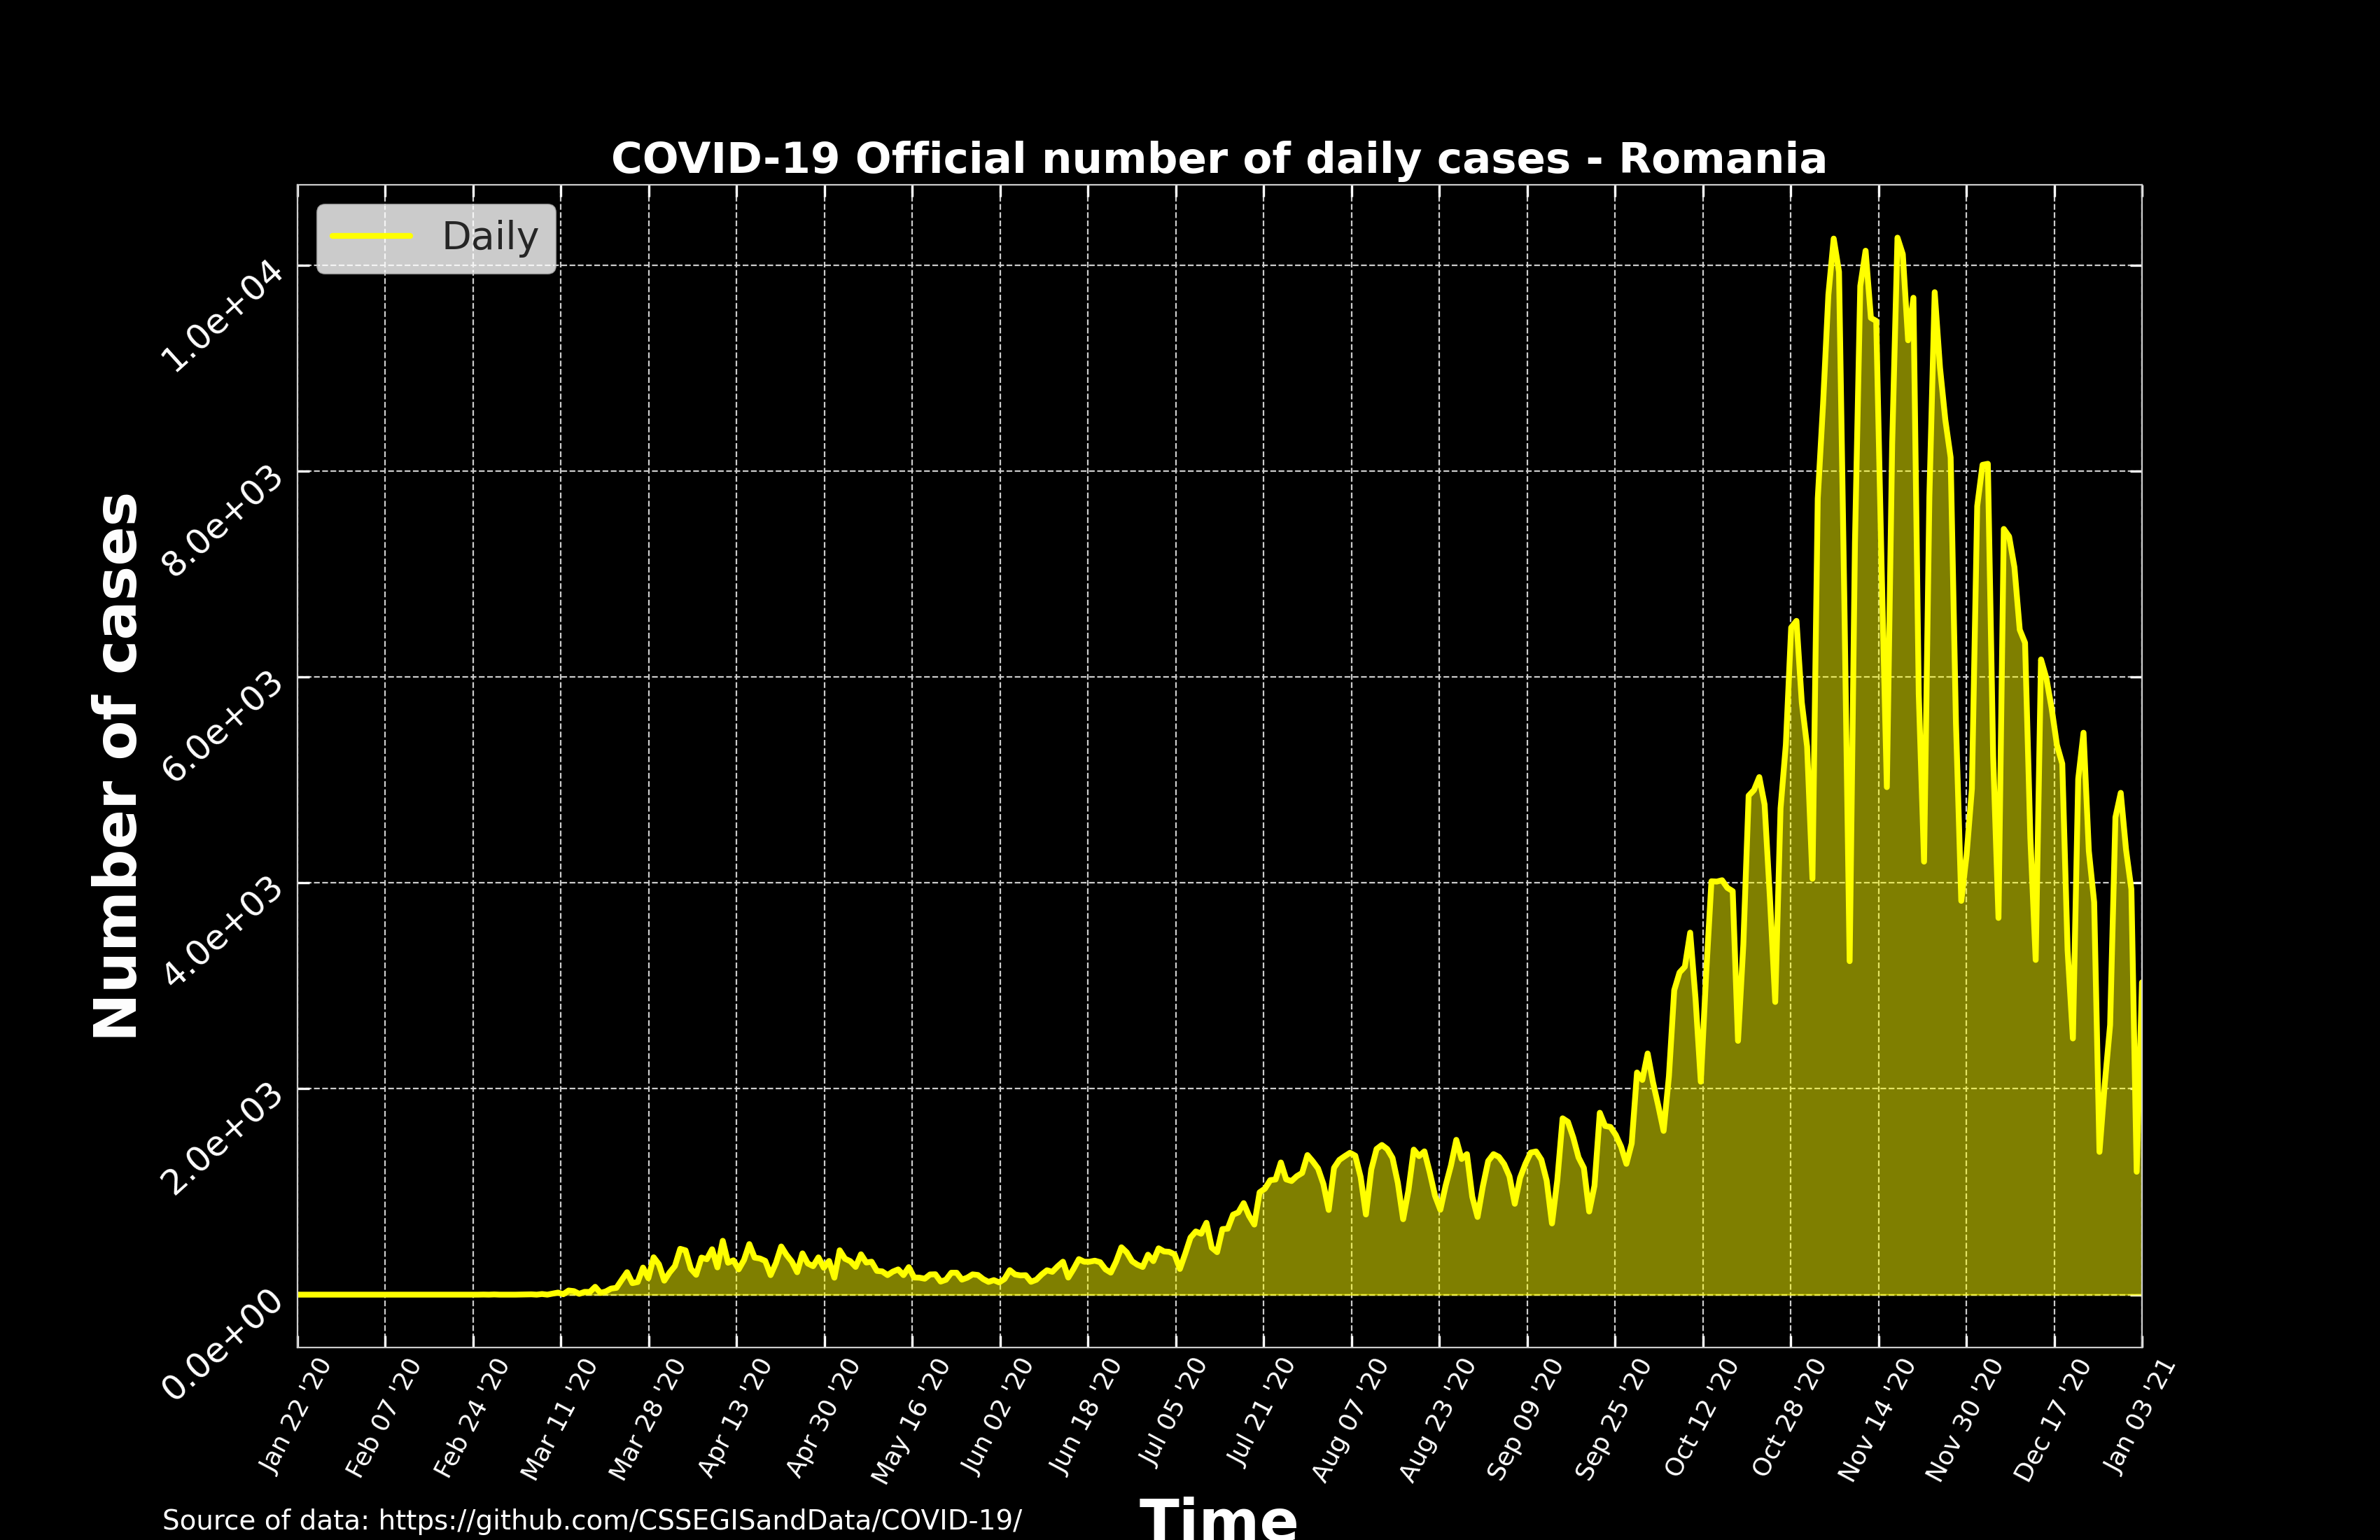 COVID-19 Official number of daily cases - Romania
Daily
Number of cases
1.0e+04
8.0e+03
6.0e+03
4.0e+03
2.0e+03
0.0e+00
Jan 22 '20
Feb 07 '20
Feb 24 '20
Mar 11 '20
Mar 28 '20
Apr 13 '20
Apr 30 '20
May 16 '20
Jun 02 '20
Jun 18 '20
Jul 05 '20
Jul 21 '20
Aug 07 '20
Aug 23 '20
Sep 09 '20
Sep 25 '20
Oct 12 '20
Oct 28 '20
Nov 14 '20
Nov 30 '20
Dec 17 '20
Jan 03 '21
Time
Source of data: https://github.com/CSSEGISandData/COVID-19/